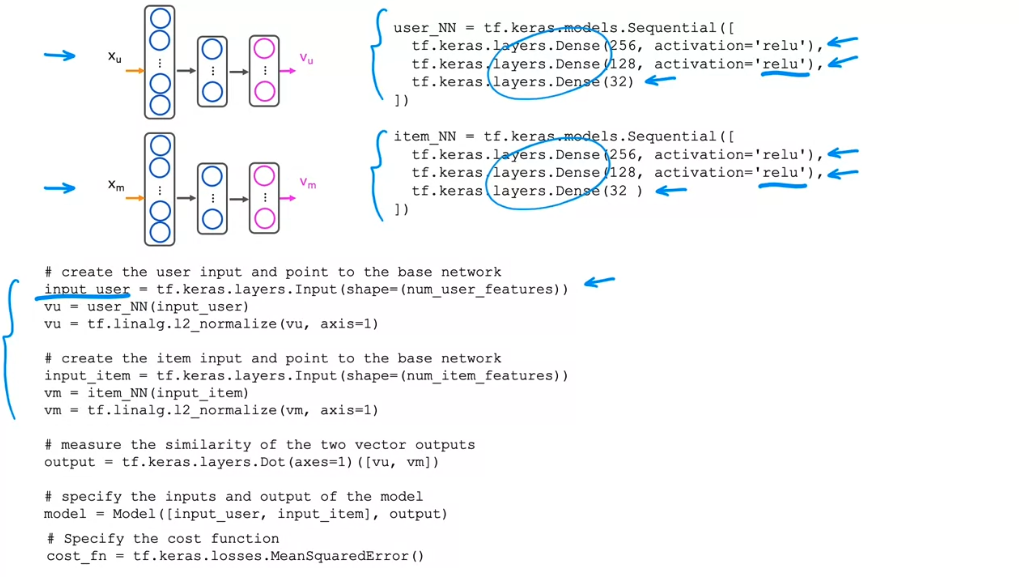 x_u
v_u
user_NN = tf.keras.models.Sequential([
tf.keras.layers.Dense(256, activation='relu'),
tf.keras.layers.Dense(128, activation='relu'),
tf.keras.layers.Dense(32)
])
x_m
v_m
item_NN = tf.keras.models.Sequential([
tf.keras.layers.Dense(256, activation='relu'),
tf.keras.layers.Dense(128, activation='relu'),
tf.keras.layers.Dense(32 )
])
# create the user input and point to the base network
input_user = tf.keras.layers.Input(shape=(num_user_features))
vu = user_NN(input_user)
vu = tf.linalg.l2_normalize(vu, axis=1)
# create the item input and point to the base network
input_item = tf.keras.layers.Input(shape=(num_item_features))
vm = item_NN(input_item)
vm = tf.linalg.l2_normalize(vm, axis=1)
# measure the similarity of the two vector outputs
output = tf.keras.layers.Dot(axes=1)([vu, vm])
# specify the inputs and output of the model
model = Model([input_user, input_item], output)
# Specify the cost function
cost_fn = tf.keras.losses.MeanSquaredError()